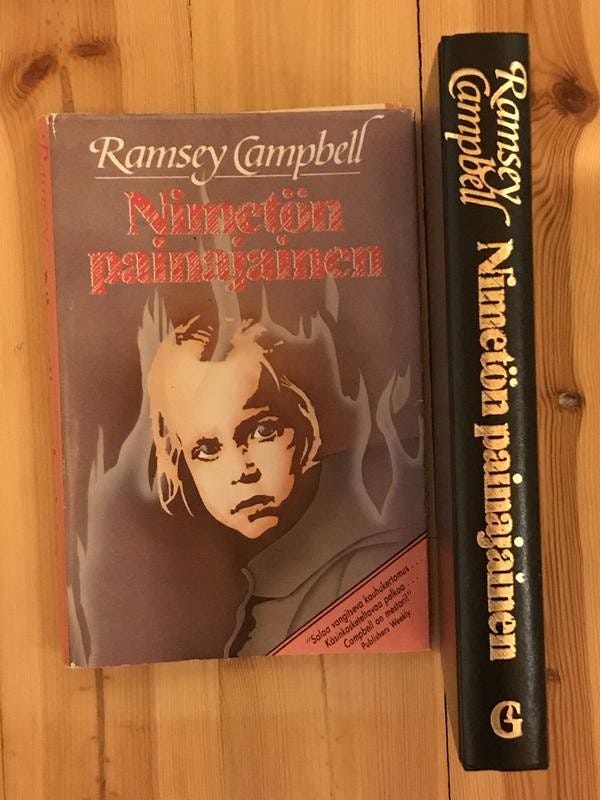 Ramsey Campbell
Nimetön
painajainen
"Salaa vangitseva kauhukertomus . . .
Käsinkosketeltavaa pelkoa . . .
Campbell on mestari!"
Publishers Weekly
Ramsey
Campbell
Nimetön painajainen
G